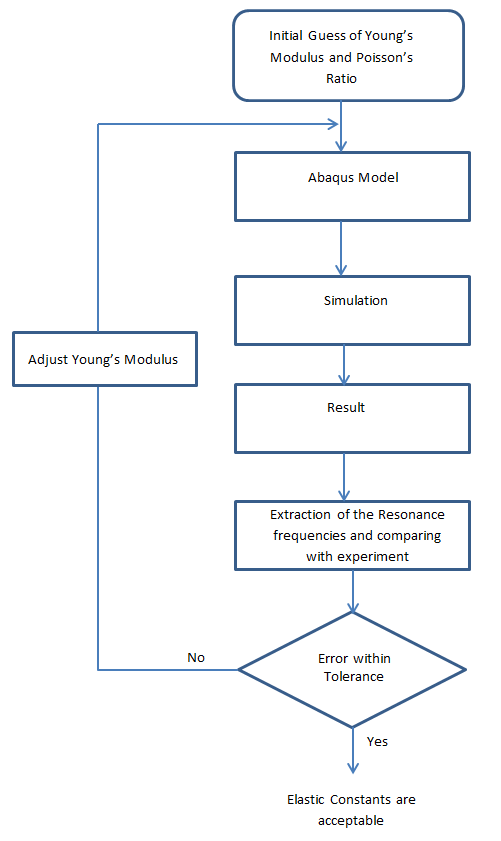 Initial Guess of Young's
Modulus and Poisson's
Ratio
Abaqus Model
Simulation
Adjust Young's Modulus
Result
Extraction of the Resonance
frequencies and comparing
with experiment
No
Error within
Tolerance
Yes
Elastic Constants are
acceptable